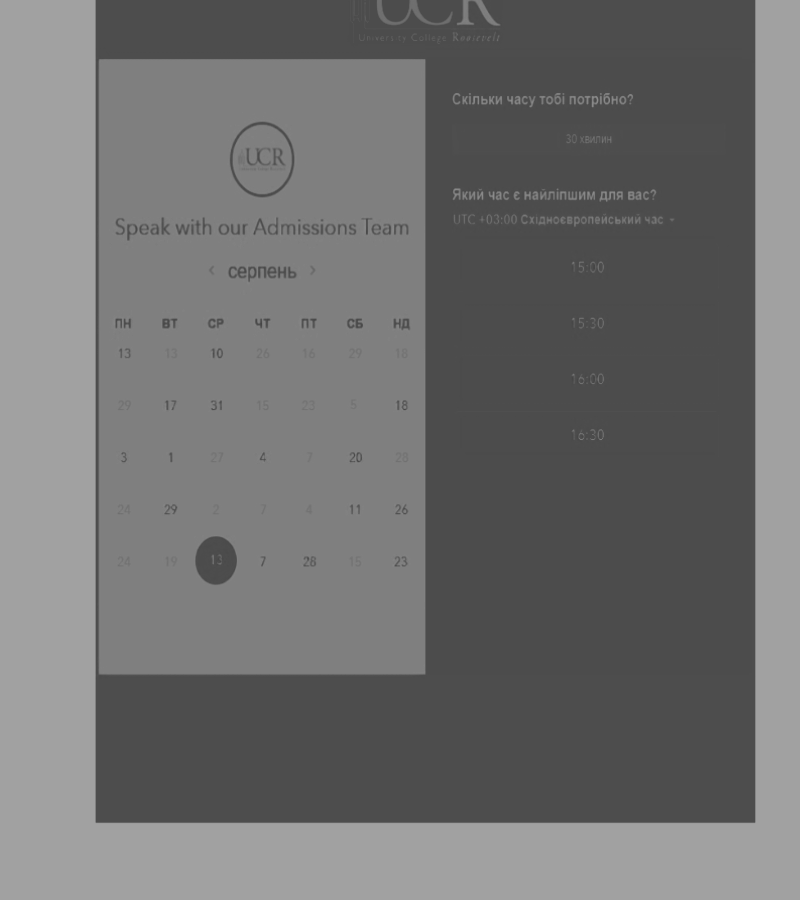 UCR
University College Roosevelt
UCR
Speak with our Admissions Team
серпень
ПН ВТ СР ЧТ ПТ СБ НД
13 13 10 26 16 29 18
29 17 31 15 23 5 18
3 1 27 4 7 20 28
24 29 2 7 4 11 26
24 19 13 7 28 15 23
Скільки часу тобі потрібно?
30 хвилин
Який час є найліпшим для вас?
UTC +03:00 Східноєвропейський час
15:00
15:30
16:00
16:30